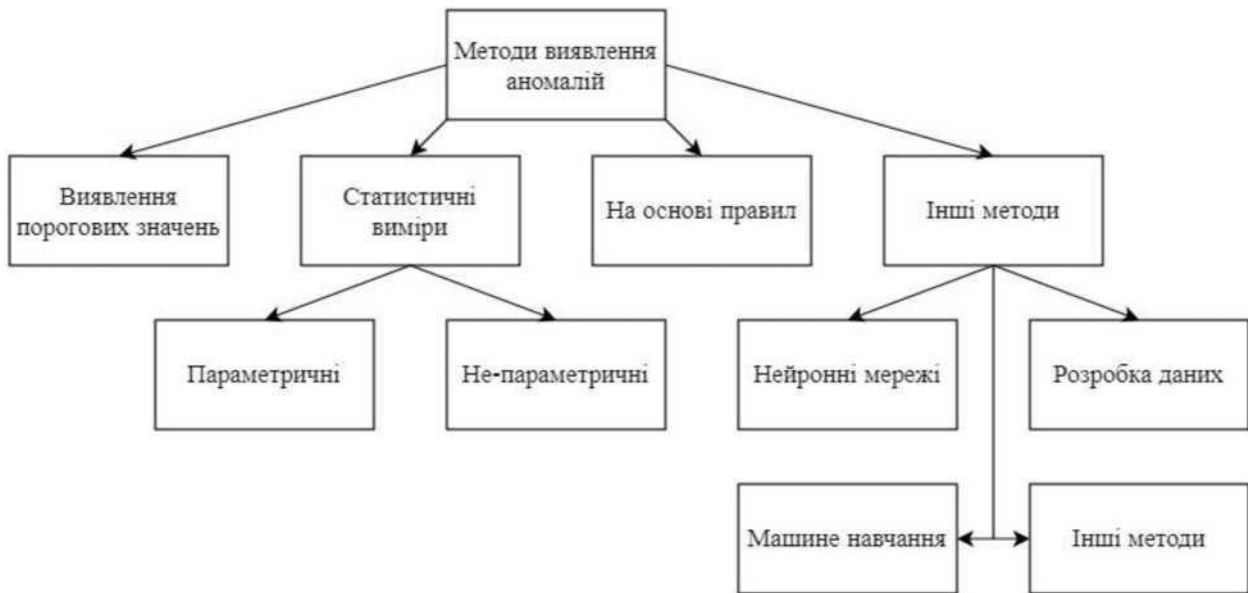 Методи виявлення
аномалій
Виявлення
порогових значень
Статистичні
виміри
На основі правил
Інші методи
Параметричні
Не-параметричні
Нейронні мережі
Розробка даних
Машине навчання
Інші методи